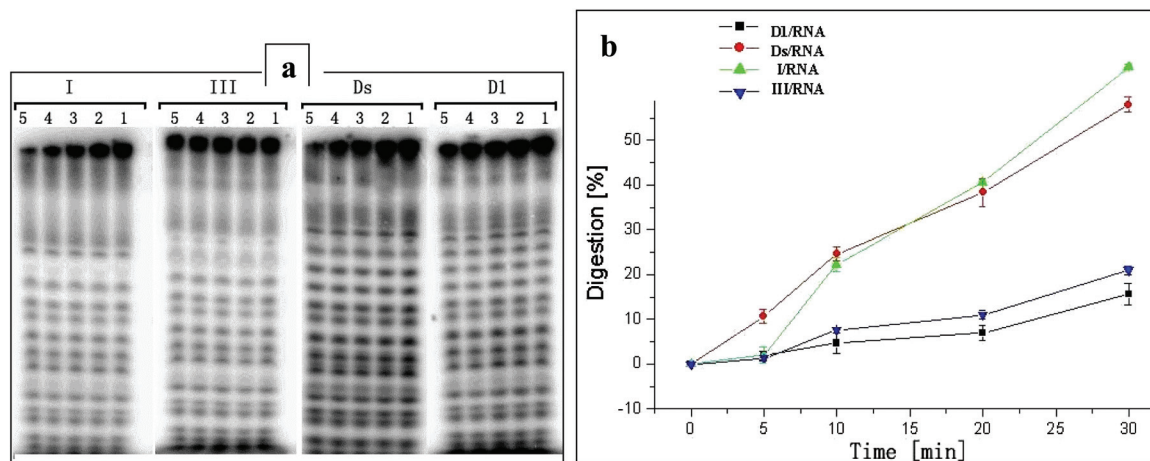 a
I III Ds Dl
5 4 3 2 1 5 4 3 2 1 5 4 3 2 1 5 4 3 2 1
b
Dl/RNA
Ds/RNA
I/RNA
III/RNA
Digestion [%]
50
40
30
20
10
0
-10
0 5 10 15 20 25 30
Time [min]